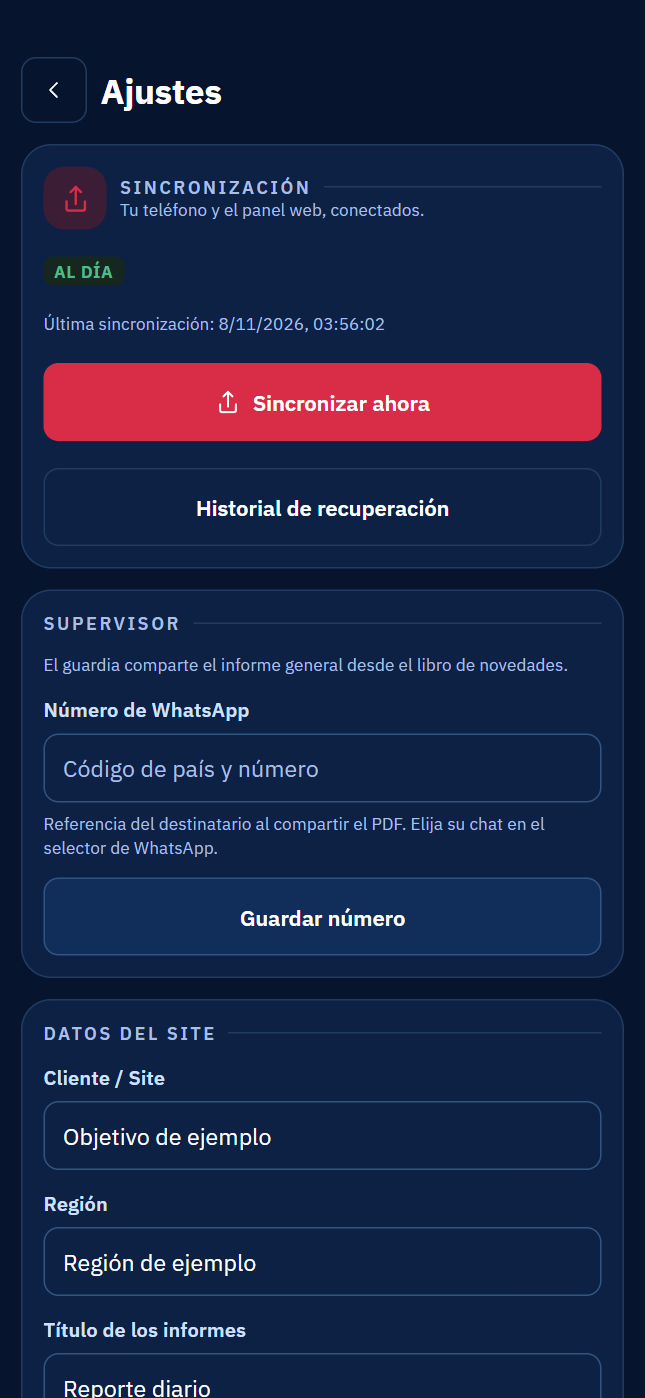 Ajustes
SINCRONIZACIÓN
Tu teléfono y el panel web, conectados.
AL DÍA
Última sincronización: 8/11/2026, 03:56:02
Sincronizar ahora
Historial de recuperación
SUPERVISOR
El guardia comparte el informe general desde el libro de novedades.
Número de WhatsApp
Código de país y número
Referencia del destinatario al compartir el PDF. Elija su chat en el
selector de WhatsApp.
Guardar número
DATOS DEL SITE
Cliente / Site
Objetivo de ejemplo
Región
Región de ejemplo
Título de los informes
Reporte diario